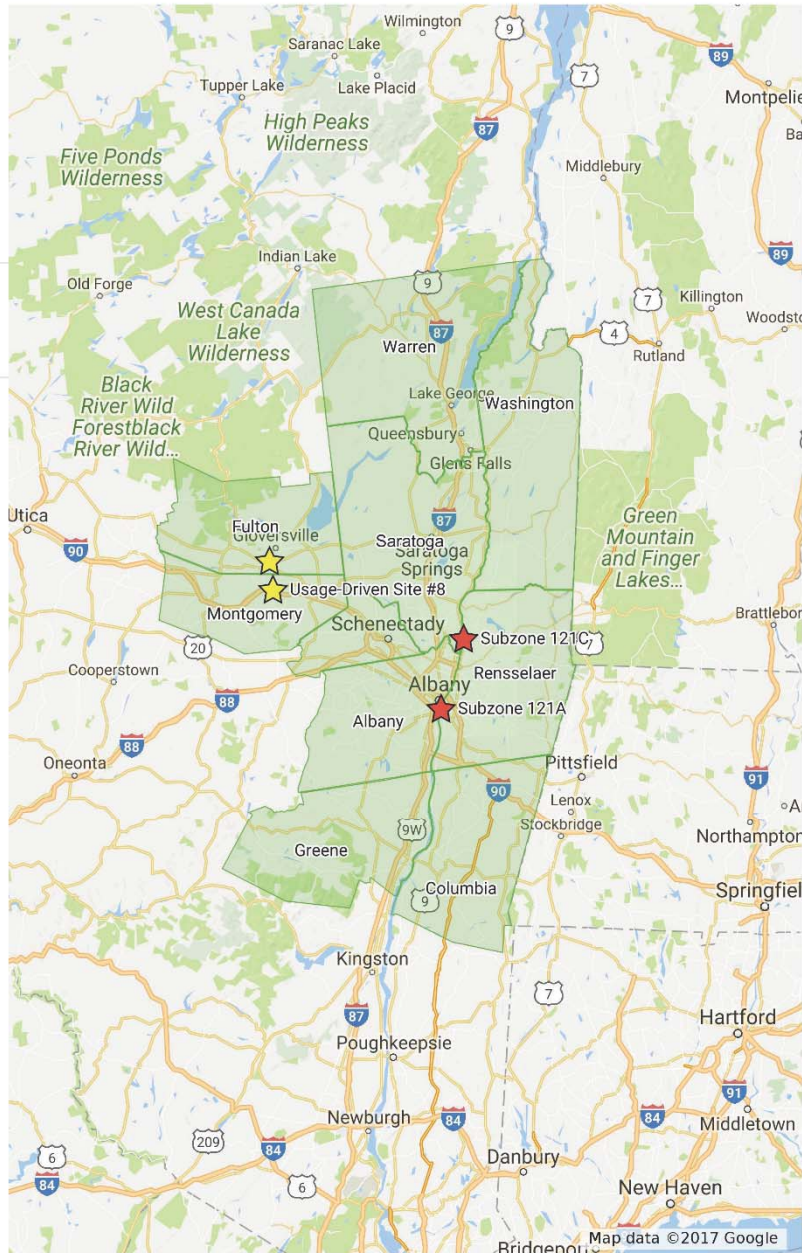 Wilmington
9
Saranac Lake
89
Tupper Lake
Lake Placid
7
Montpelie
High Peaks
Wilderness
87
Ba
Five Ponds
Wilderness
Middlebury
Indian Lake
89
Old Forge
9
7
Killington
West Canada
Lake
Wilderness
87
4
Woodsto
Warren
Rutland
Black
River Wild
Forestblack
River Wild...
Lake George
Washington
Queensbury
Glens Falls
Utica
87
Green
Mountain
and Finger
Lakes...
Fulton
Gloversville
90
Saratoga
Saratoga
Springs
Usage-Driven Site #8
Montgomery
Brattlebor
20
Schenectady
Subzone 121C
7
Cooperstown
Rensselaer
88
Albany
Albany
Subzone 121A
88
Oneonta
Pittsfield
91
90
Lenox
A
Stockbridge
9W
Northampton
Greene
Columbia
9
Springfiel
Kingston
7
87
Hartford
Poughkeepsie
91
Newburgh
84
84
Middletown
209
6
84
84
6
Danbury
New Haven
Map data ©2017 Google
Bridgeport